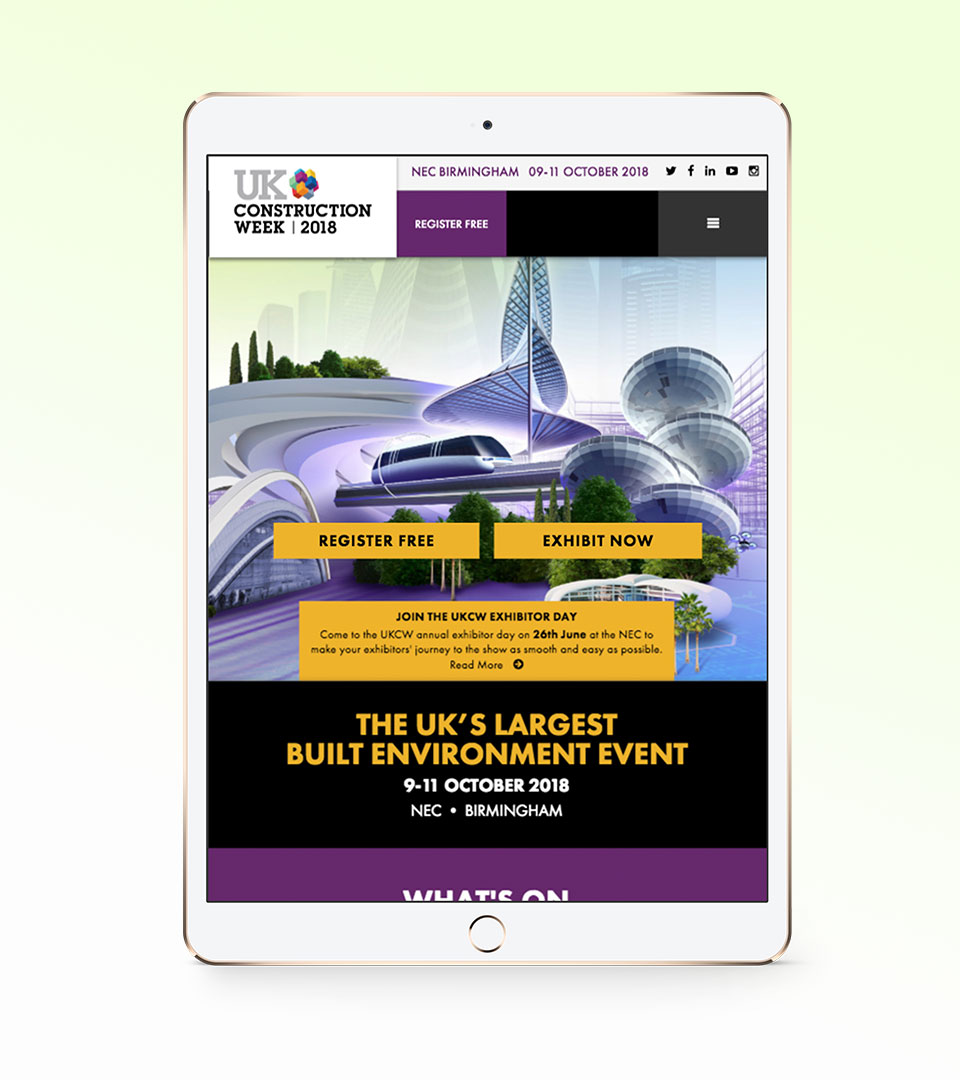 UK
CONSTRUCTION
WEEK | 2018
NEC BIRMINGHAM 09-11 OCTOBER 2018
REGISTER FREE
REGISTER FREE
EXHIBIT NOW
JOIN THE UKCW EXHIBITOR DAY
Come to the UKCW annual exhibitor day on 26th June at the NEC to
make your exhibitors' journey to the show as smooth and easy as possible.
Read More
THE UK'S LARGEST
BUILT ENVIRONMENT EVENT
9-11 OCTOBER 2018
NEC • BIRMINGHAM
WHAT'S ON